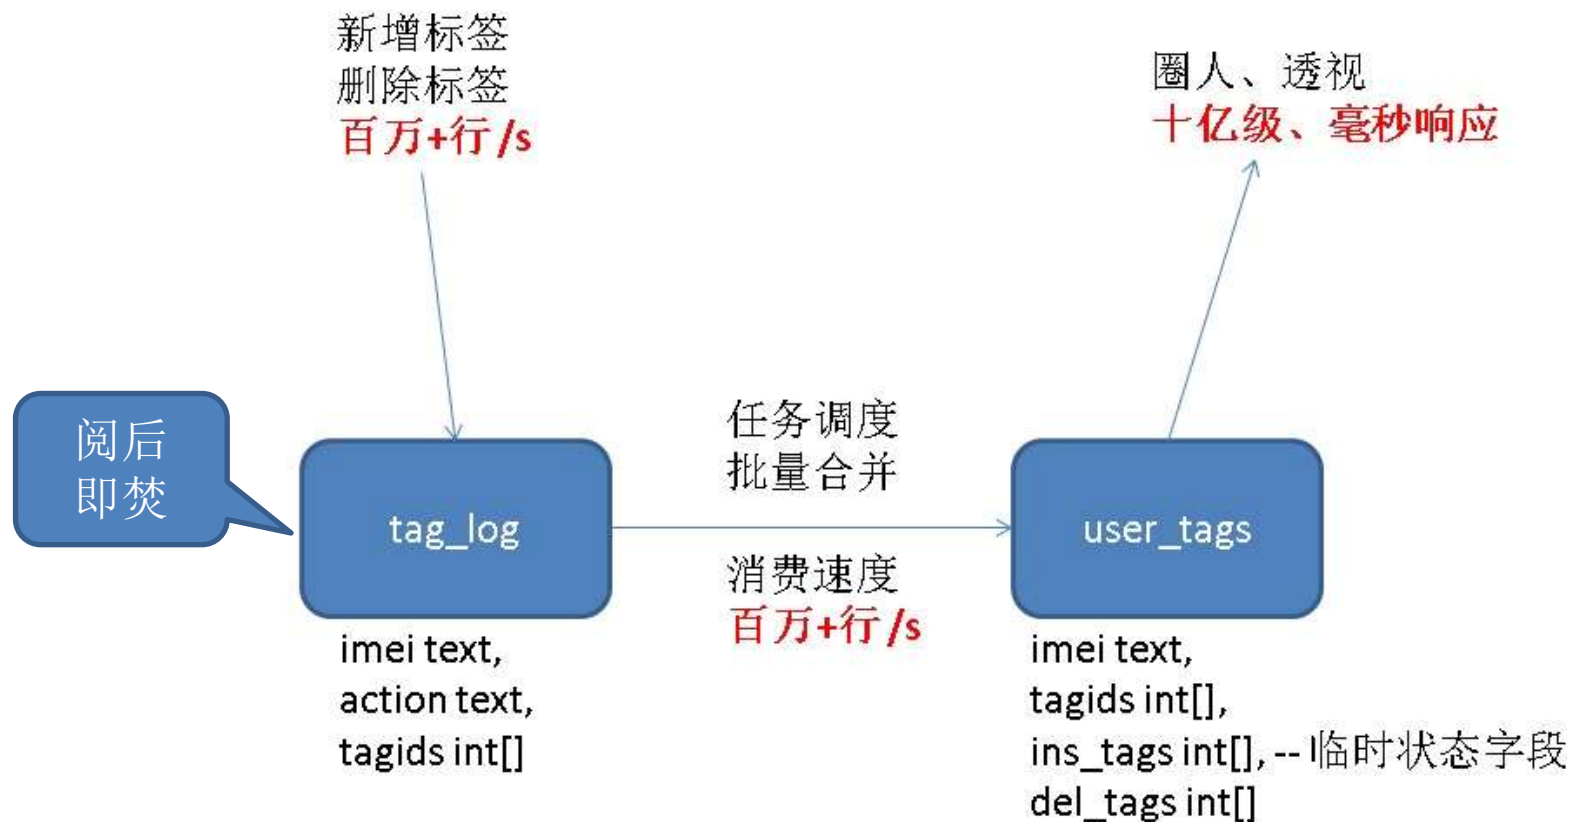 新增标签
删除标签
百万+行/s
圈人、透视
十亿级、毫秒响应
阅后
即焚
tag_log
任务调度
批量合并
消费速度
百万+行/s
user_tags
imei text,
action text,
tagids int[]
imei text,
tagids int[],
ins_tags int[], -- 临时状态字段
del_tags int[]